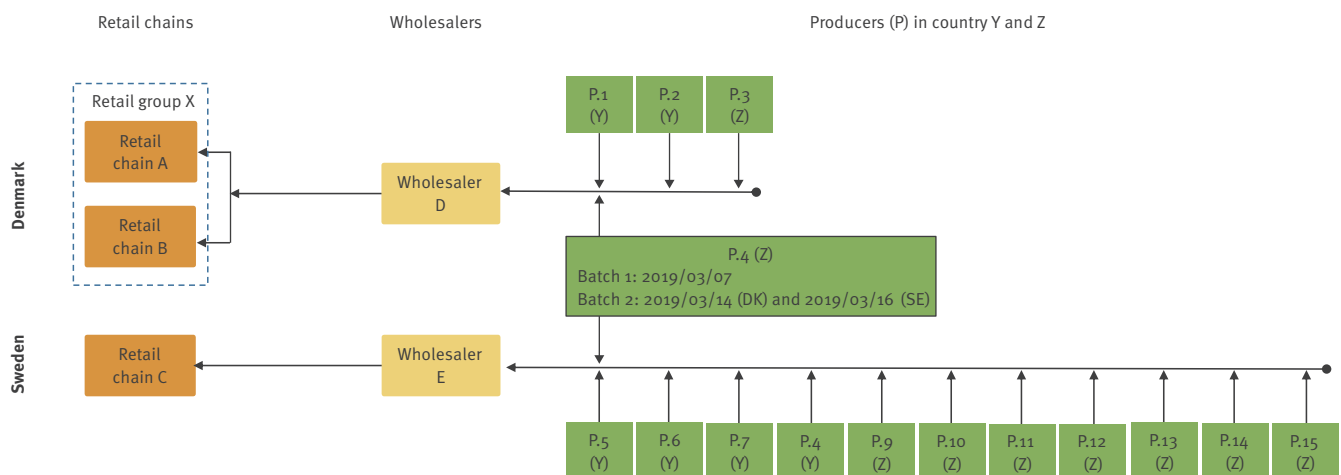 Retail chains
Wholesalers
Producers (P) in country Y and Z
Denmark
Retail group X
Retail
chain A
Retail
chain B
Wholesaler
D
P.1
(Y)
P.2
(Y)
P.3
(Z)
P.4 (Z)
Batch 1: 2019/03/07
Batch 2: 2019/03/14 (DK) and 2019/03/16 (SE)
Sweden
Retail
chain C
Wholesaler
E
P.5
(Y)
P.6
(Y)
P.7
(Y)
P.4
(Y)
P.9
(Z)
P.10
(Z)
P.11
(Z)
P.12
(Z)
P.13
(Z)
P.14
(Z)
P.15
(Z)